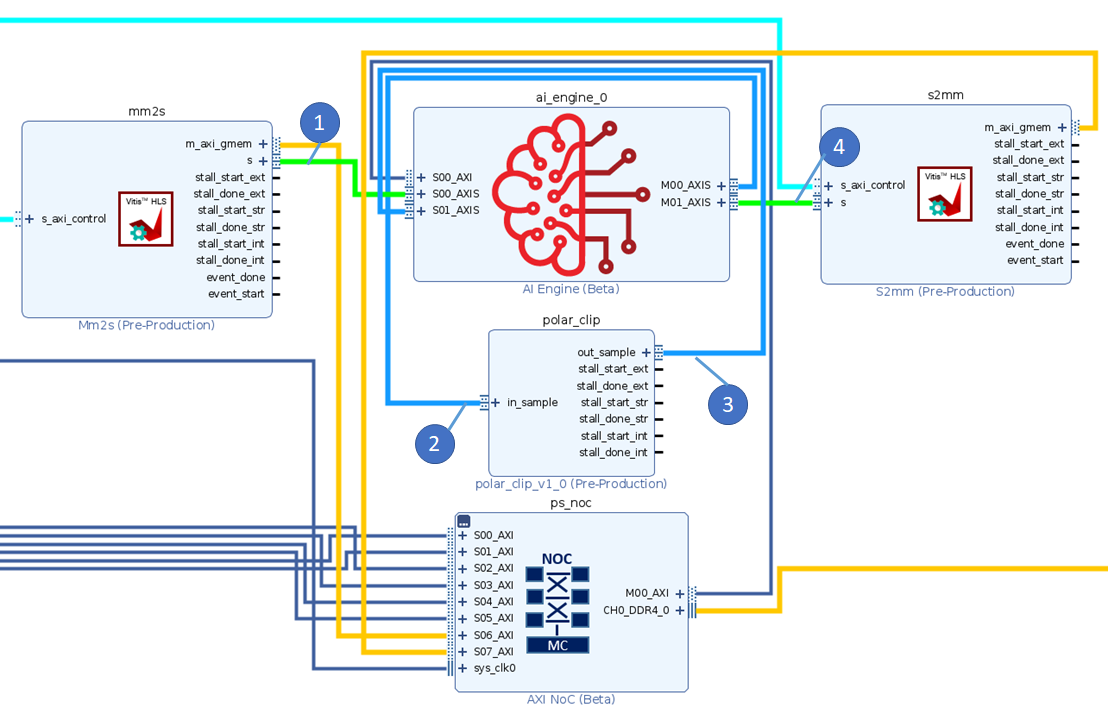 mm2s
1
m_axi_gmem
s
stall_start_ext
stall_done_ext
stall_start_str
stall_done_str
stall_start_int
stall_done_int
event_done
event_start
s_axi_control
Vitis™ HLS
Mm2s (Pre-Production)
ai_engine_0
S00_AXI
S00_AXIS
S01_AXIS
M00_AXIS
M01_AXIS
AI Engine (Beta)
s2mm
4
s_axi_control
s
Vitis™ HLS
m_axi_gmem
stall_start_ext
stall_done_ext
stall_start_str
stall_done_str
stall_start_int
stall_done_int
event_done
event_start
S2mm (Pre-Production)
polar_clip
2
in_sample
out_sample
stall_start_ext
stall_done_ext
stall_start_str
stall_done_str
stall_start_int
stall_done_int
3
polar_clip_v1_0 (Pre-Production)
ps_noc
...
S00_AXI
S01_AXI
S02_AXI
S03_AXI
S04_AXI
S05_AXI
S06_AXI
S07_AXI
sys_clk0
NOC
MC
M00_AXI
CH0_DDR4_0
AXI NoC (Beta)